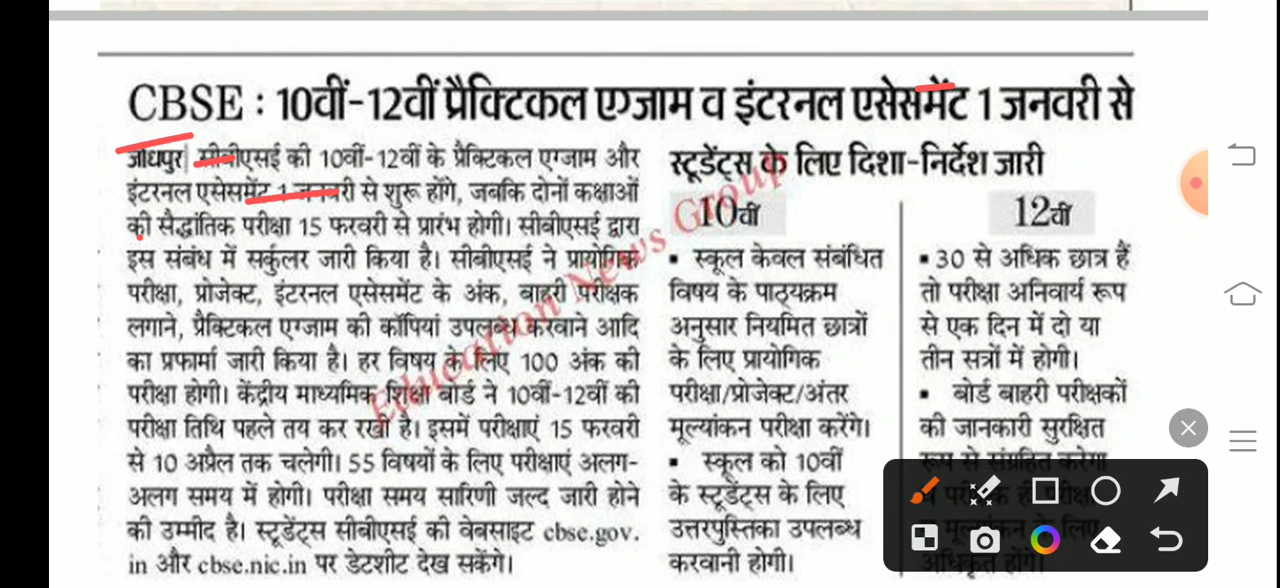 CBSE : 10वीं-12वीं प्रैक्टिकल एग्जाम व इंटरनल एसेसमेंट 1 जनवरी से
जोधपुर| सीबीएसई की 10वीं-12वीं के प्रैक्टिकल एग्जाम और
इंटरनल एसेसमेंट 1 जनवरी से शुरू होंगे, जबकि दोनों कक्षाओं
की सैद्धांतिक परीक्षा 15 फरवरी से प्रारंभ होगी। सीबीएसई द्वारा
इस संबंध में सर्कुलर जारी किया है। सीबीएसई ने प्रायोगिक
परीक्षा, प्रोजेक्ट, इंटरनल एसेसमेंट के अंक, बाहरी परीक्षक
लगाने, प्रैक्टिकल एग्जाम की कॉपियां उपलब्ध करवाने आदि
का प्रफार्मा जारी किया है। हर विषय के लिए 100 अंक की
परीक्षा होगी। केंद्रीय माध्यमिक शिक्षा बोर्ड ने 10वीं-12वीं की
परीक्षा तिथि पहले तय कर रखी है। इसमें परीक्षाएं 15 फरवरी
से 10 अप्रैल तक चलेगी। 55 विषयों के लिए परीक्षाएं अलग-
अलग समय में होगी। परीक्षा समय सारिणी जल्द जारी होने
की उम्मीद है। स्टूडेंट्स सीबीएसई की वेबसाइट cbse.gov.
in और cbse.nic.in पर डेटशीट देख सकेंगे।
स्टूडेंट्स के लिए दिशा-निर्देश जारी
10वीं
▪ स्कूल केवल संबंधित
विषय के पाठ्यक्रम
अनुसार नियमित छात्रों
के लिए प्रायोगिक
परीक्षा/प्रोजेक्ट/अंतर
मूल्यांकन परीक्षा करेंगे।
▪ स्कूल को 10वीं
के स्टूडेंट्स के लिए
उत्तरपुस्तिका उपलब्ध
करवानी होगी।
12वीं
▪ 30 से अधिक छात्र हैं
तो परीक्षा अनिवार्य रूप
से एक दिन में दो या
तीन सत्रों में होगी।
▪ बोर्ड बाहरी परीक्षकों
की जानकारी सुरक्षित
रूप से संग्रहित करेगा
अधिकृत होंगे।
Education News Group